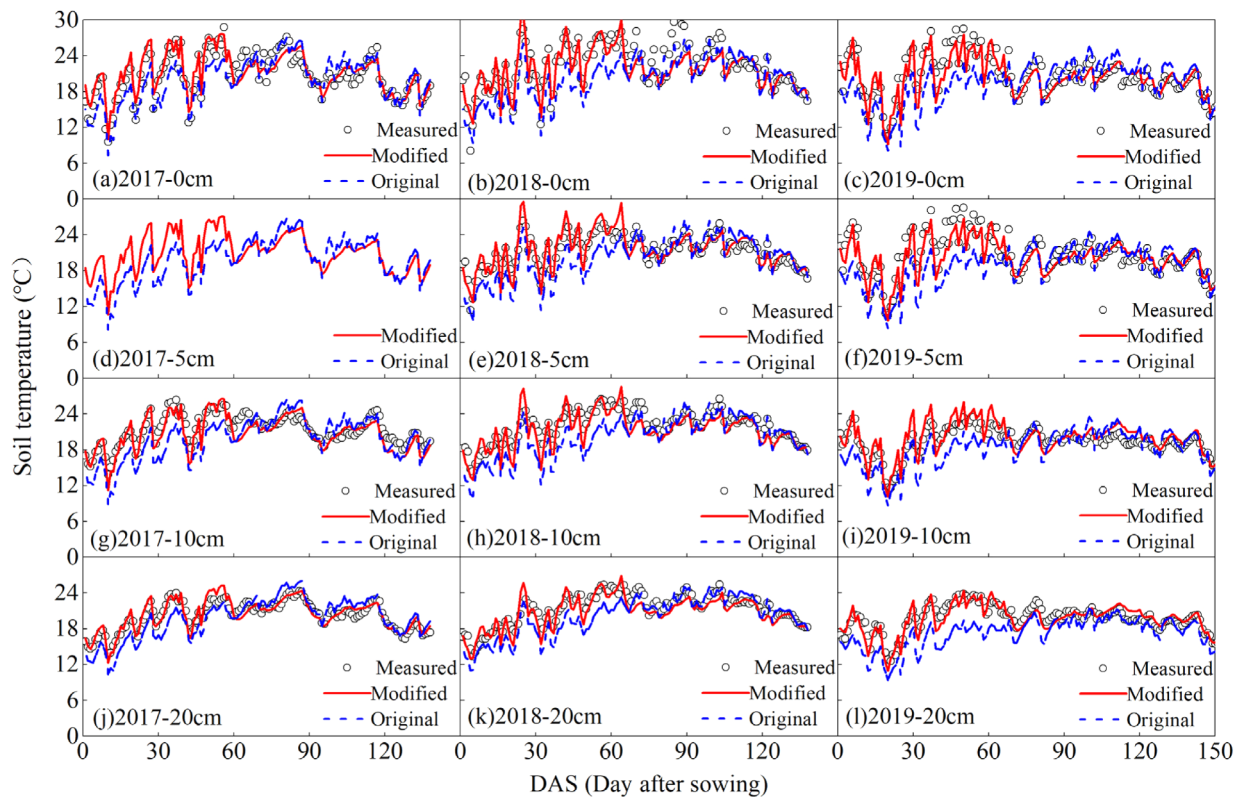 30
24
18
12
6
0
Measured
Modified
Original
(a)2017-0cm
Measured
Modified
Original
(b)2018-0cm
Measured
Modified
Original
(c)2019-0cm
24
18
12
6
0
Modified
Original
(d)2017-5cm
Measured
Modified
Original
(e)2018-5cm
Measured
Modified
Original
(f)2019-5cm
24
18
12
6
0
Measured
Modified
Original
(g)2017-10cm
Measured
Modified
Original
(h)2018-10cm
Measured
Modified
Original
(i)2019-10cm
24
18
12
6
0
Measured
Modified
Original
(j)2017-20cm
Measured
Modified
Original
(k)2018-20cm
Measured
Modified
Original
(l)2019-20cm
0 30 60 90 120 0 30 60 90 120 0 30 60 90 120 150
Soil temperature (℃)
DAS (Day after sowing)